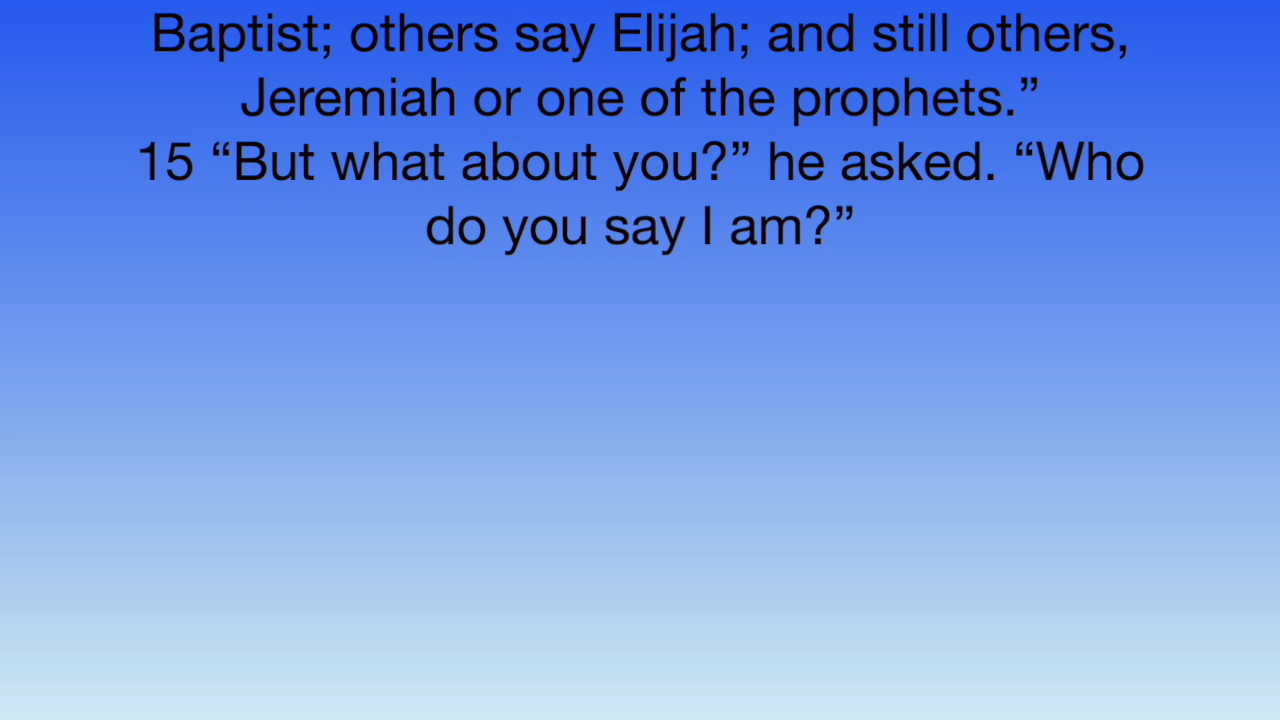 Baptist; others say Elijah; and still others,
Jeremiah or one of the prophets.”
15 “But what about you?” he asked. “Who
do you say I am?”